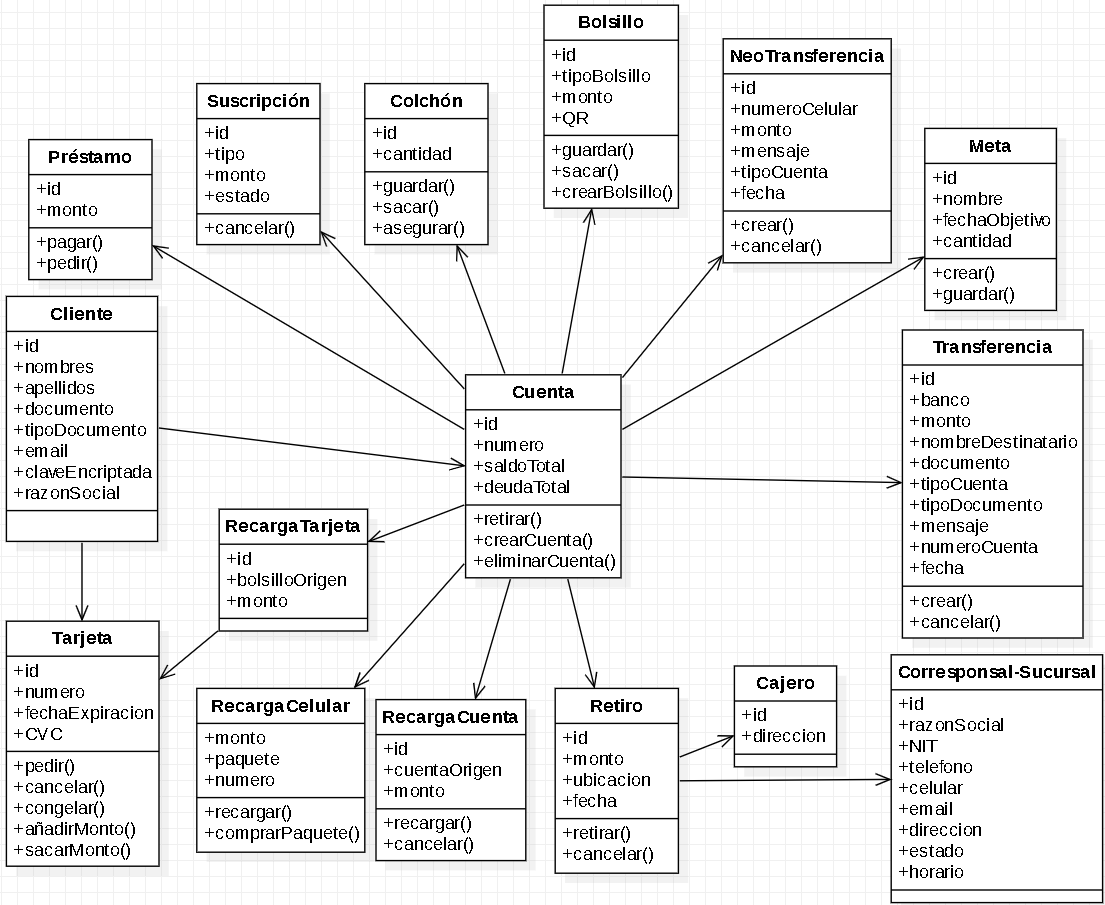 Bolsillo
+id
+tipoBolsillo
+monto
+QR
+guardar()
+sacar()
+crearBolsillo()
NeoTransferencia
+id
+numeroCelular
+monto
+mensaje
+tipoCuenta
+fecha
+crear()
+cancelar()
Suscripción
+id
+tipo
+monto
+estado
+cancelar()
Colchón
+id
+cantidad
+guardar()
+sacar()
+asegurar()
Préstamo
+id
+monto
+pagar()
+pedir()
Meta
+id
+nombre
+fechaObjetivo
+cantidad
+crear()
+guardar()
Cliente
+id
+nombres
+apellidos
+documento
+tipoDocumento
+email
+claveEncriptada
+razonSocial
Cuenta
+id
+numero
+saldoTotal
+deudaTotal
+retirar()
+crearCuenta()
+eliminarCuenta()
Transferencia
+id
+banco
+monto
+nombreDestinatario
+documento
+tipoCuenta
+tipoDocumento
+mensaje
+numeroCuenta
+fecha
+crear()
+cancelar()
RecargaTarjeta
+id
+bolsilloOrigen
+monto
Tarjeta
+id
+numero
+fechaExpiracion
+CVC
+pedir()
+cancelar()
+congelar()
+añadirMonto()
+sacarMonto()
RecargaCelular
+monto
+paquete
+numero
+recargar()
+comprarPaquete()
RecargaCuenta
+id
+cuentaOrigen
+monto
+recargar()
+cancelar()
Retiro
+id
+monto
+ubicacion
+fecha
+retirar()
+cancelar()
Cajero
+id
+direccion
Corresponsal-Sucursal
+id
+razonSocial
+NIT
+telefono
+celular
+email
+direccion
+estado
+horario